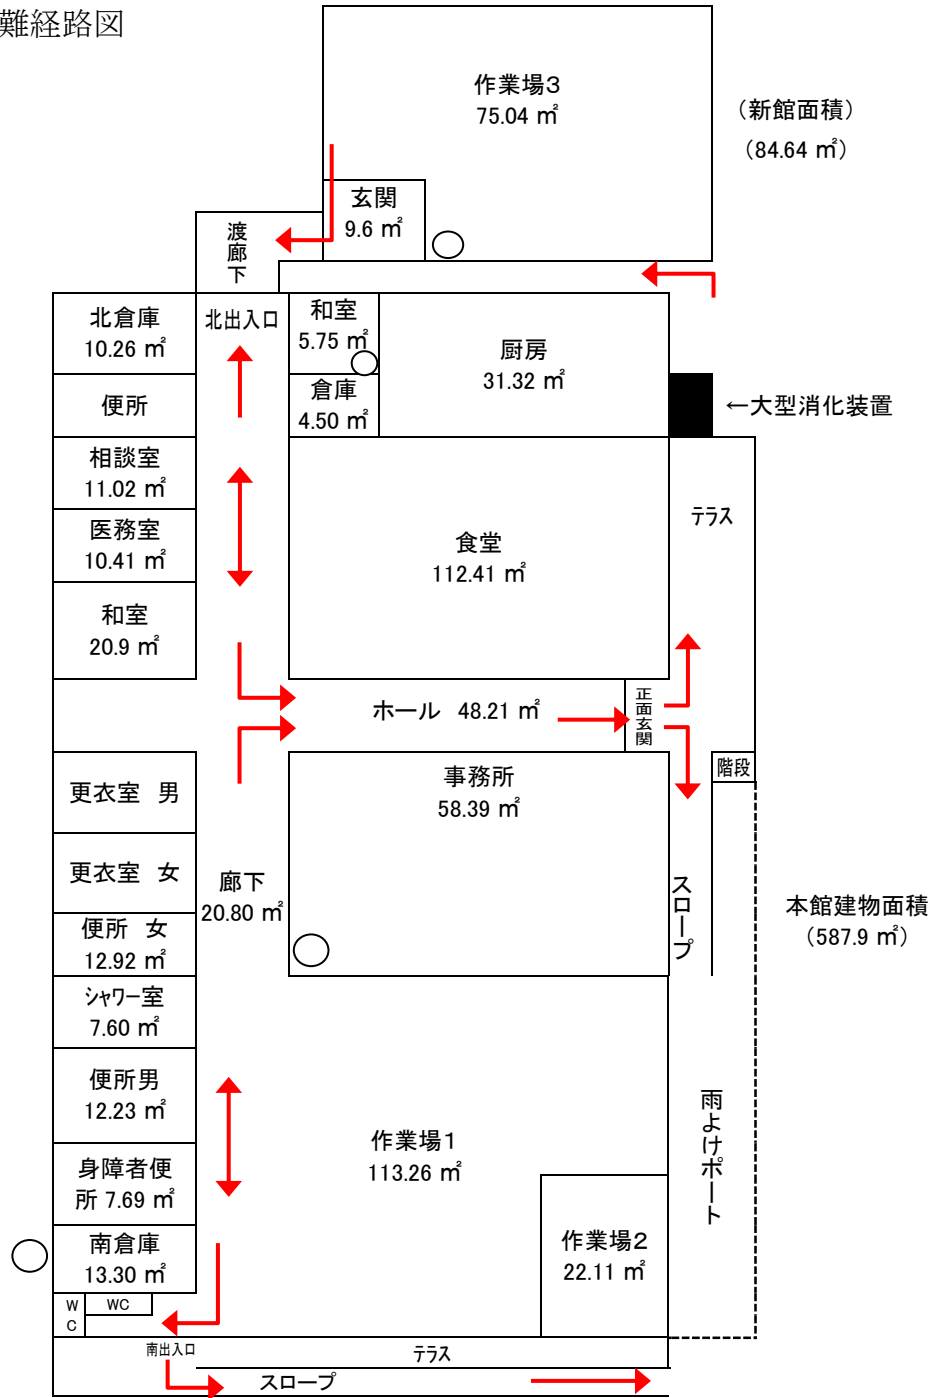 難経路図
作業場3
75.04 ㎡
（新館面積）
（84.64 ㎡）
玄関
9.6 ㎡
渡廊下
北倉庫
10.26 ㎡
北出入口
和室
5.75 ㎡
厨房
31.32 ㎡
便所
倉庫
4.50 ㎡
←大型消化装置
相談室
11.02 ㎡
医務室
10.41 ㎡
食堂
112.41 ㎡
テラス
和室
20.9 ㎡
ホール 48.21 ㎡
正面玄関
階段
更衣室 男
事務所
58.39 ㎡
更衣室 女
廊下
20.80 ㎡
スロープ
本館建物面積
（587.9 ㎡）
便所 女
12.92 ㎡
シャワー室
7.60 ㎡
便所男
12.23 ㎡
作業場1
113.26 ㎡
雨よけポート
身障者便
所 7.69 ㎡
南倉庫
13.30 ㎡
作業場2
22.11 ㎡
WC
WC
南出入口
テラス
スロープ